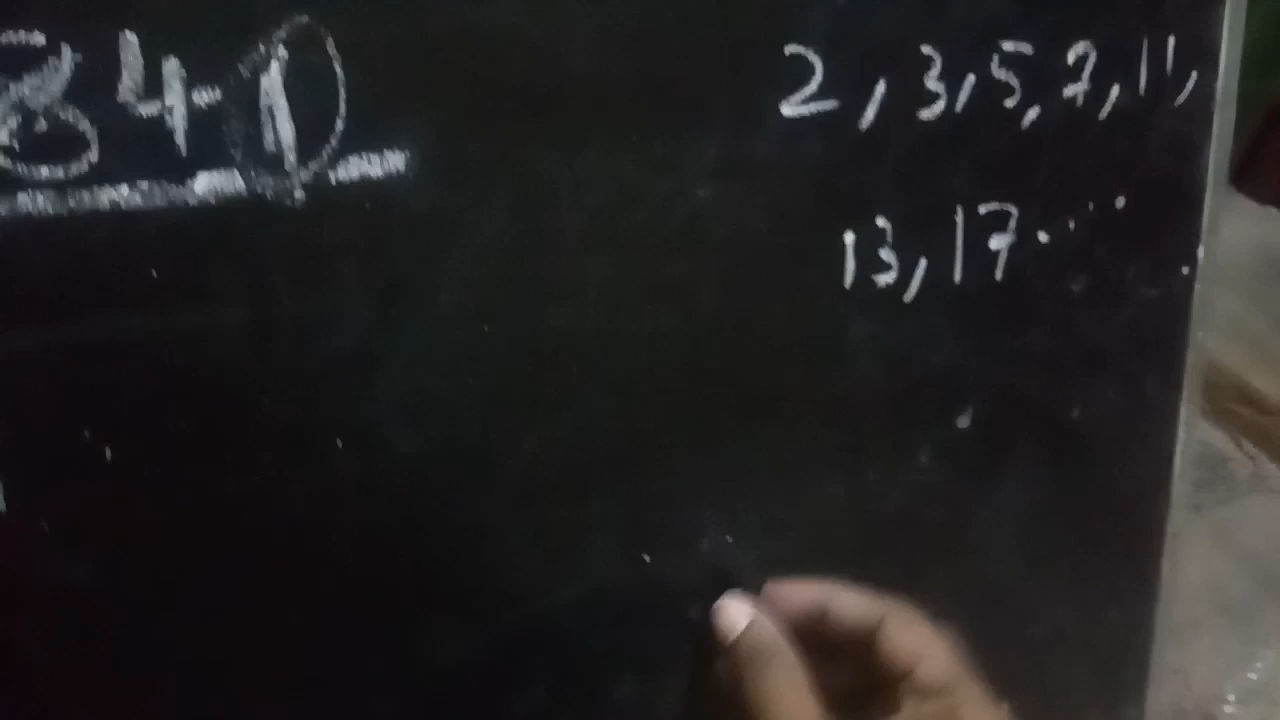 84-1
2, 3, 5, 7, 11,
13, 17.....